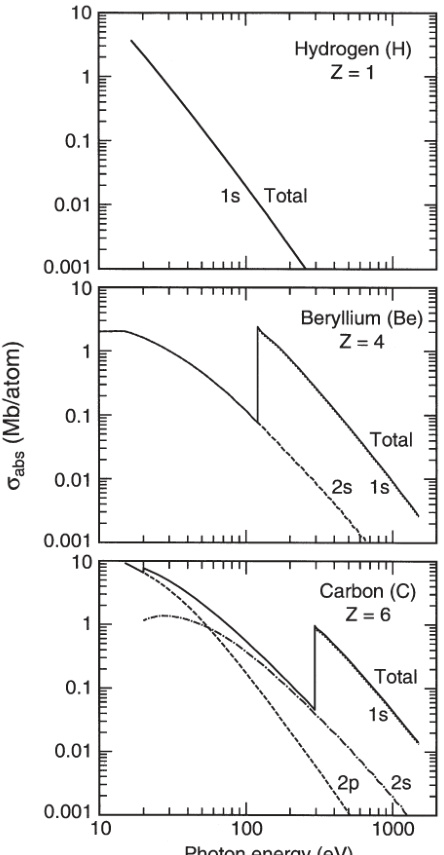 10
Hydrogen (H)
Z = 1
1
0.1
1s Total
0.01
0.001
10
Beryllium (Be)
Z = 4
1
0.1
Total
0.01
2s 1s
0.001
σabs (Mb/atom)
10
Carbon (C)
Z = 6
1
Total
0.1
1s
0.01
2p 2s
0.001
10 100 1000
Photon energy (eV)